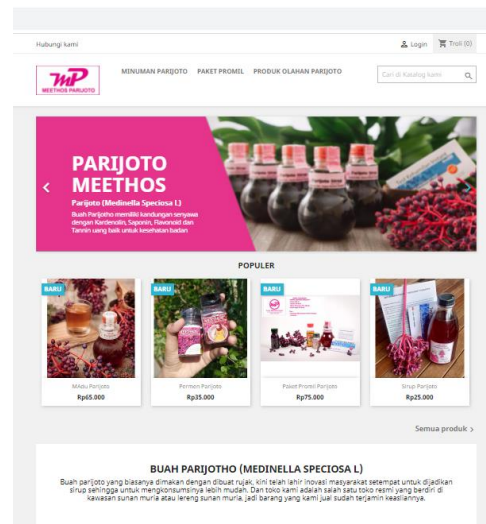 Hubungi kami
Login
Troli (0)
MP
MEETHOS PARIJOTO
MINUMAN PARIJOTO PAKET PROMIL PRODUK OLAHAN PARIJOTO
Cari di Katalog kami
PARIJOTO
MEETHOS
Parijoto (Medinella Speciosa L)
Buah Parijotho memiliki kandungan senyawa
dengan Kardenolin, Saponin, Flavonoid dan
Tannin uang baik untuk kesehatan badan
POPULER
BARU BARU BARU BARU
MAdu Parijoto Permen Parijoto Paket Promil Parijoto Sirup Parijoto
Rp65.000 Rp35.000 Rp75.000 Rp25.000
Semua produk
BUAH PARIJOTHO (MEDINELLA SPECIOSA L)
Buah parijoto yang biasanya dimakan dengan dibuat rujak, kini telah lahir inovasi masyarakat setempat untuk dijadikan
sirup sehingga untuk mengkonsumsinya lebih mudah. Dan toko kami adalah salah satu toko resmi yang berdiri di
kawasan sunan muria atau lereng sunan muria, jadi barang yang kami jual sudah terjamin keasliannya.